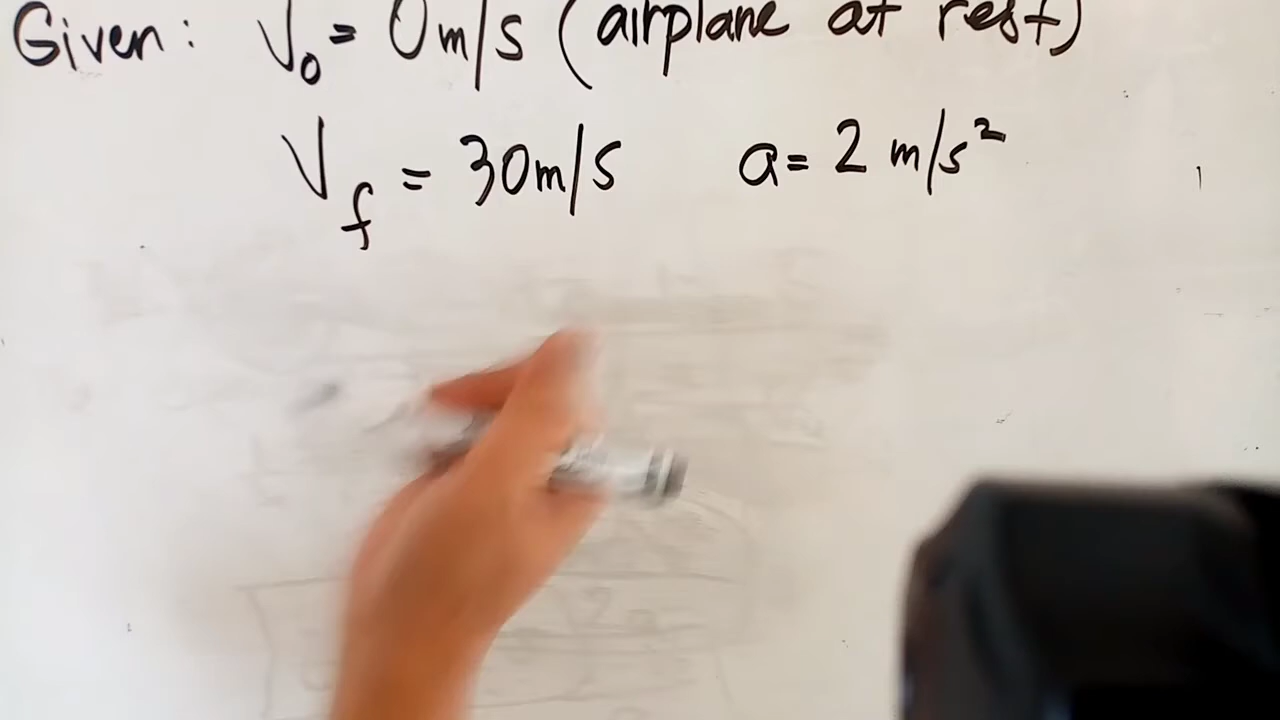 Given: V₀ = 0m/s (airplane at rest)
V_f = 30m/s a = 2 m/s²